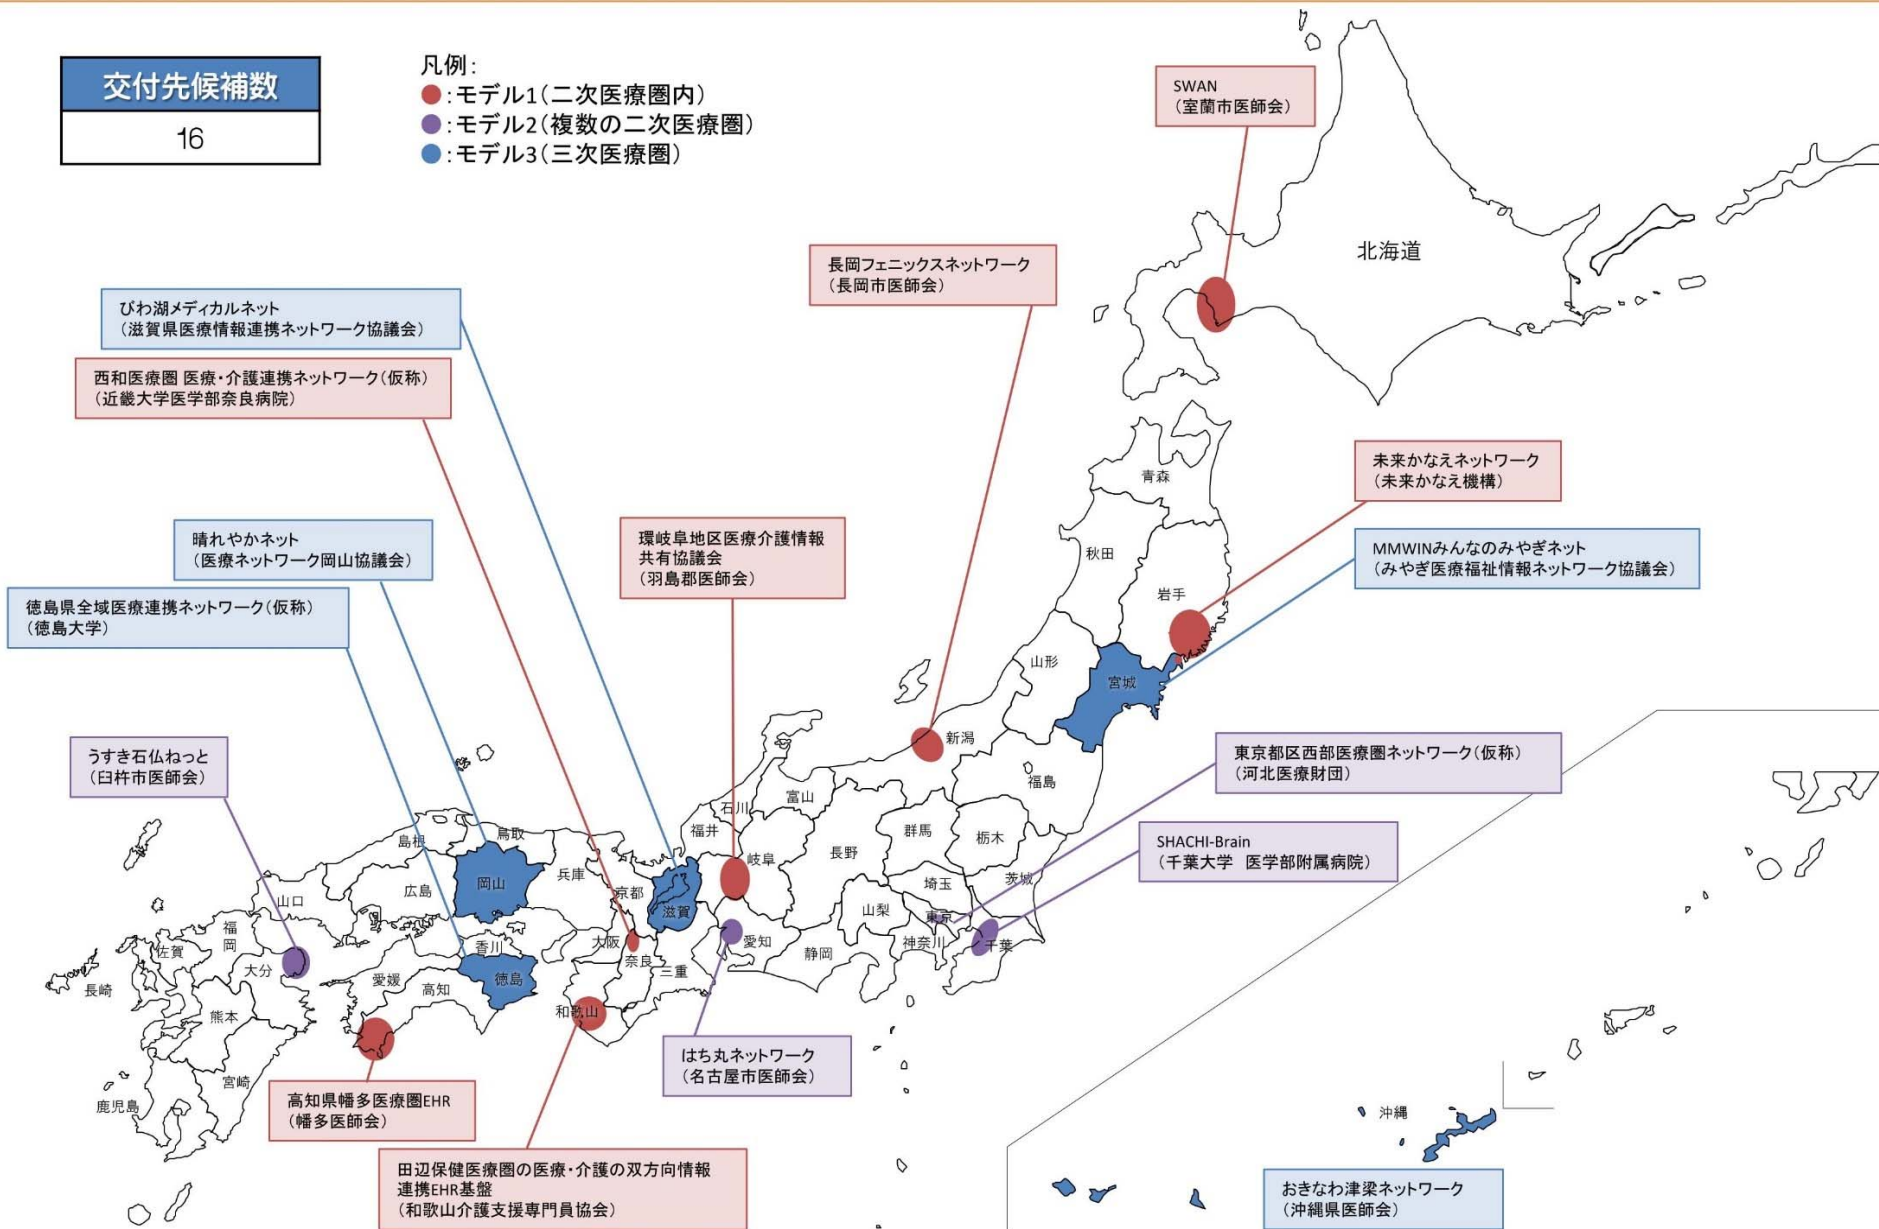 交付先候補数
16
凡例:
●:モデル1(二次医療圏内)
●:モデル2(複数の二次医療圏)
●:モデル3(三次医療圏)
SWAN
(室蘭市医師会)
北海道
長岡フェニックスネットワーク
(長岡市医師会)
びわ湖メディカルネット
(滋賀県医療情報連携ネットワーク協議会)
西和医療圏 医療・介護連携ネットワーク(仮称)
(近畿大学医学部奈良病院)
未来かなえネットワーク
(未来かなえ機構)
MMWINみんなのみやぎネット
(みやぎ医療福祉情報ネットワーク協議会)
晴れやかネット
(医療ネットワーク岡山協議会)
環岐阜地区医療介護情報
共有協議会
(羽島郡医師会)
徳島県全域医療連携ネットワーク(仮称)
(徳島大学)
うすき石仏ねっと
(臼杵市医師会)
東京都区西部医療圏ネットワーク(仮称)
(河北医療財団)
SHACHI-Brain
(千葉大学 医学部附属病院)
はち丸ネットワーク
(名古屋市医師会)
高知県幡多医療圏EHR
(幡多医師会)
田辺保健医療圏の医療・介護の双方向情報
連携EHR基盤
(和歌山介護支援専門員協会)
おきなわ津梁ネットワーク
(沖縄県医師会)
青森
秋田
岩手
山形
宮城
新潟
福島
富山
石川
福井
群馬
栃木
岐阜
長野
埼玉
茨城
山梨
東京
神奈川
千葉
静岡
愛知
滋賀
京都
兵庫
大阪
奈良
三重
和歌山
鳥取
島根
岡山
広島
山口
香川
徳島
愛媛
高知
福岡
佐賀
大分
長崎
熊本
宮崎
鹿児島
沖縄